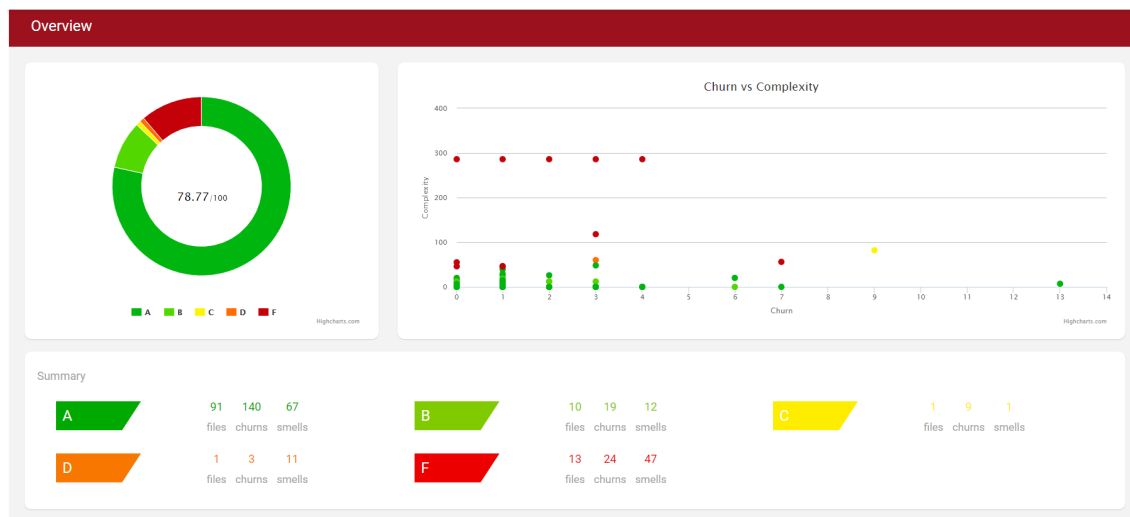 Overview
78.77/100
A B C D F
Highcharts.com
Churn vs Complexity
400
300
200
100
0
Complexity
0 1 2 3 4 5 6 7 8 9 10 11 12 13 14
Churn
Highcharts.com
Summary
A 91 140 67
files churns smells
B 10 19 12
files churns smells
C 1 9 1
files churns smells
D 1 3 11
files churns smells
F 13 24 47
files churns smells